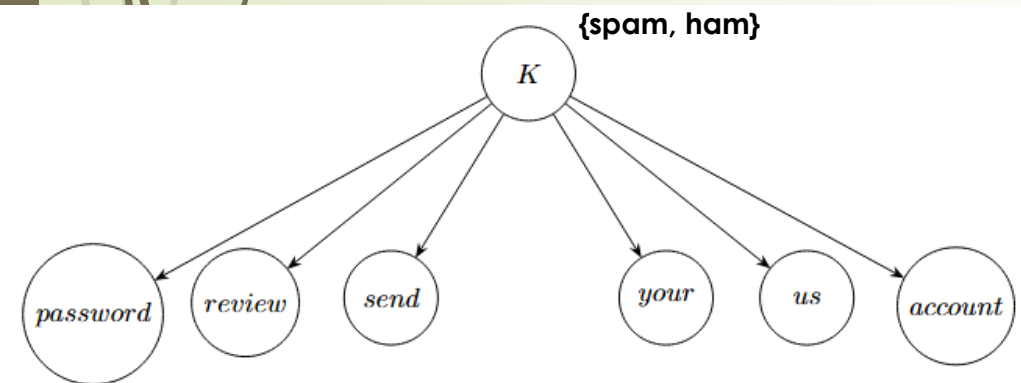 {spam, ham}
K
password
review
send
your
us
account